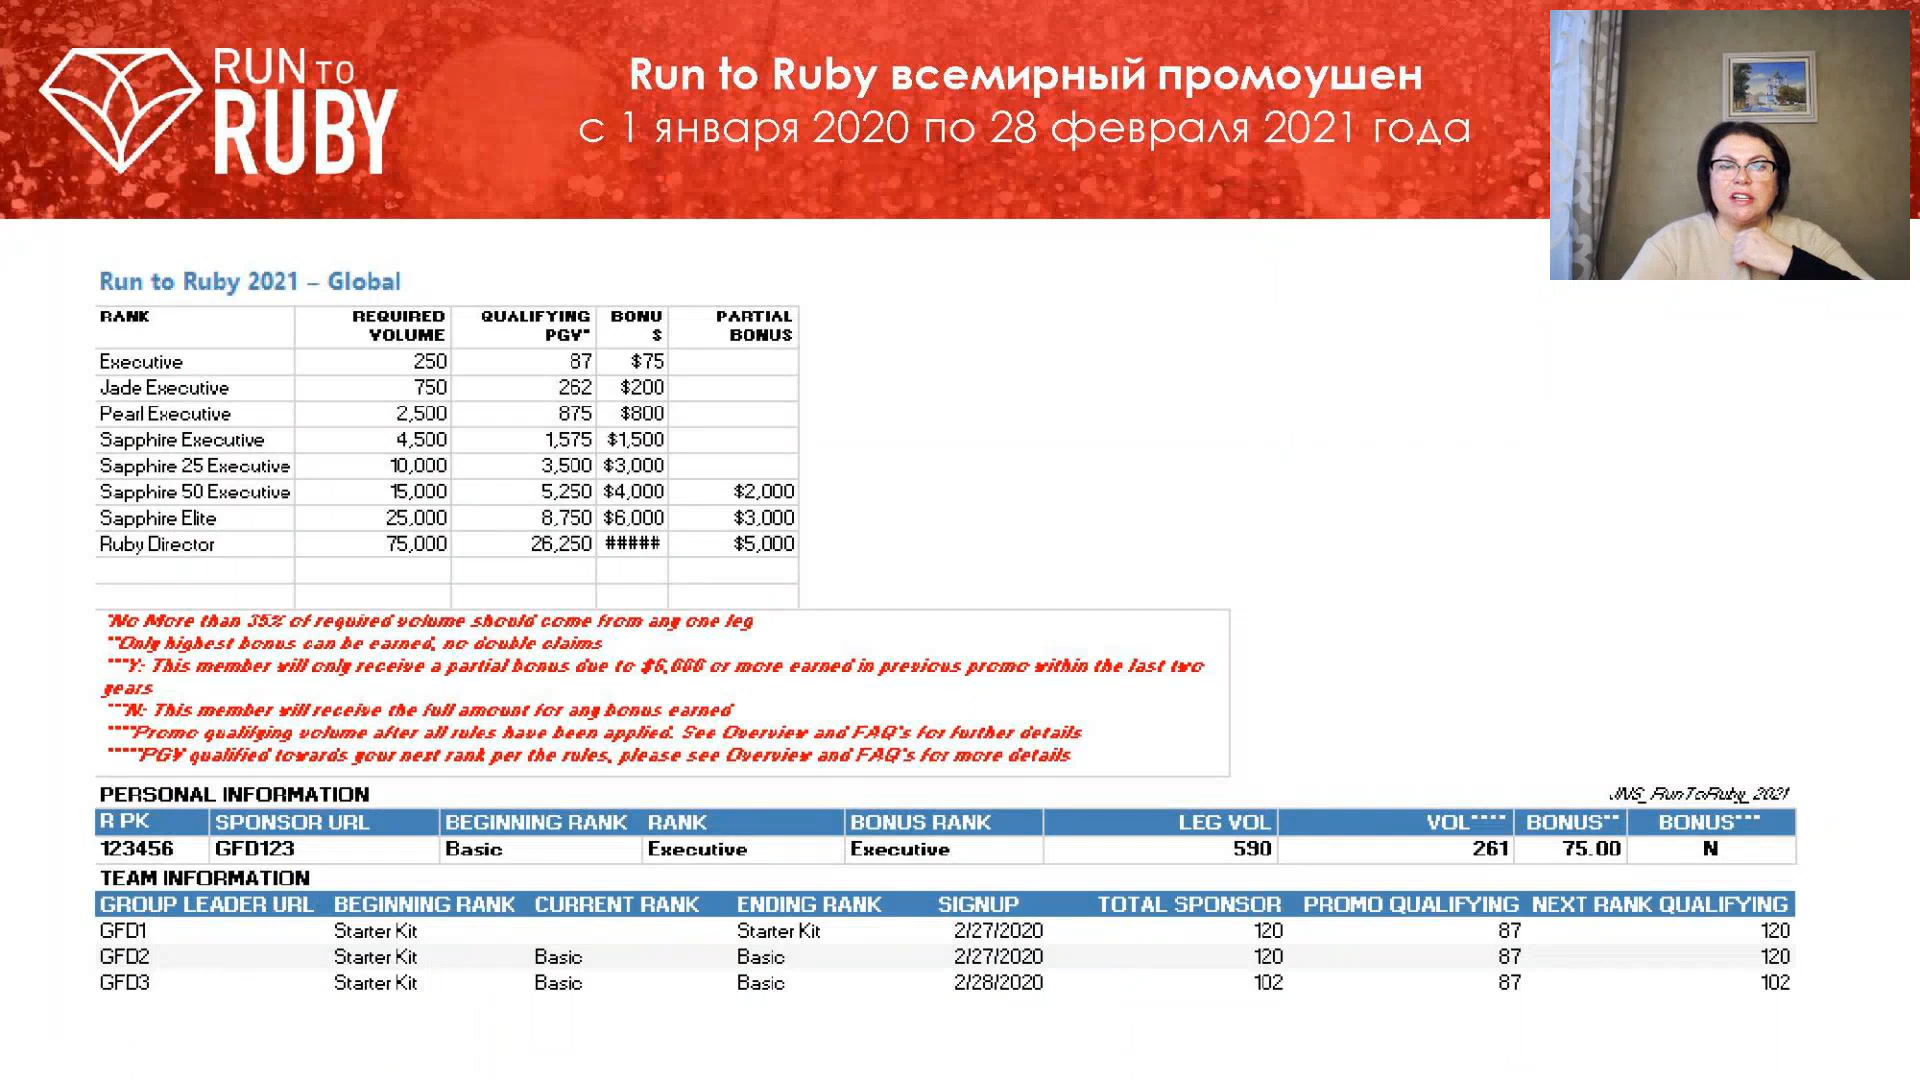 RUN TO
RUBY
Run to Ruby всемирный промоушен
с 1 января 2020 по 28 февраля 2021 года
Run to Ruby 2021 – Global
RANK REQUIRED VOLUME QUALIFYING PGV* BONU $ PARTIAL BONUS
Executive 250 87 $75
Jade Executive 750 262 $200
Pearl Executive 2,500 875 $800
Sapphire Executive 4,500 1,575 $1,500
Sapphire 25 Executive 10,000 3,500 $3,000
Sapphire 50 Executive 15,000 5,250 $4,000 $2,000
Sapphire Elite 25,000 8,750 $6,000 $3,000
Ruby Director 75,000 26,250 ##### $5,000
*No More than 35% of required volume should come from any one leg
**Only highest bonus can be earned, no double claims
***Y: This member will only receive a partial bonus due to $6,000 or more earned in previous promo within the last two
years
***N: This member will receive the full amount for any bonus earned
****Promo qualifying volume after all rules have been applied. See Overview and FAQ's for further details
*****PGV qualified towards your next rank per the rules, please see Overview and FAQ's for more details
PERSONAL INFORMATION JNS_RunToRuby_2021
R PK SPONSOR URL BEGINNING RANK RANK BONUS RANK LEG VOL VOL**** BONUS** BONUS***
123456 GFD123 Basic Executive Executive 590 261 75.00 N
TEAM INFORMATION
GROUP LEADER URL BEGINNING RANK CURRENT RANK ENDING RANK SIGNUP TOTAL SPONSOR PROMO QUALIFYING NEXT RANK QUALIFYING
GFD1 Starter Kit Starter Kit 2/27/2020 120 87 120
GFD2 Starter Kit Basic Basic 2/27/2020 120 87 120
GFD3 Starter Kit Basic Basic 2/28/2020 102 87 102